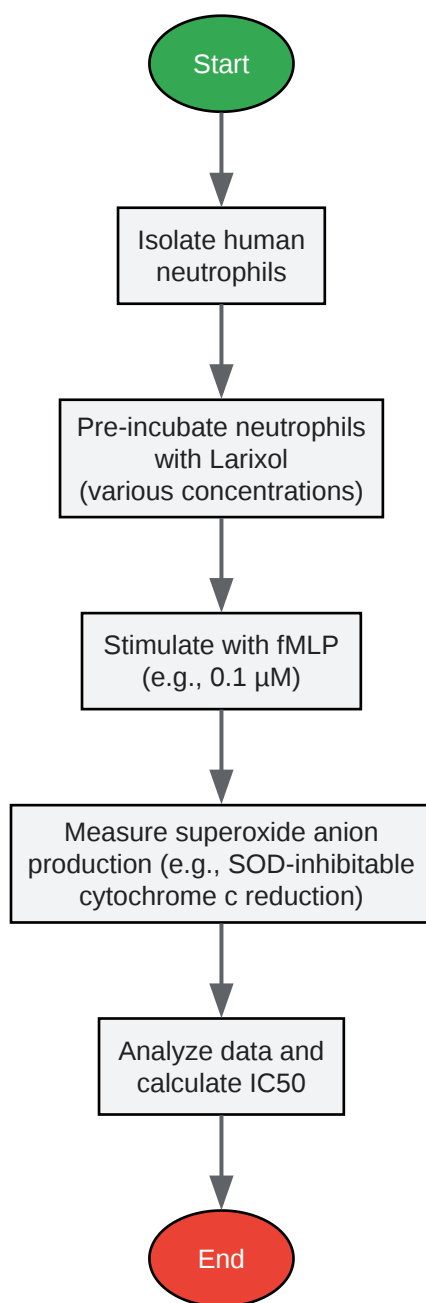 Start
Isolate human
neutrophils
Pre-incubate neutrophils
with Larixol
(various concentrations)
Stimulate with fMLP
(e.g., 0.1 µM)
Measure superoxide anion
production (e.g., SOD-inhibitable
cytochrome c reduction)
Analyze data and
calculate IC50
End